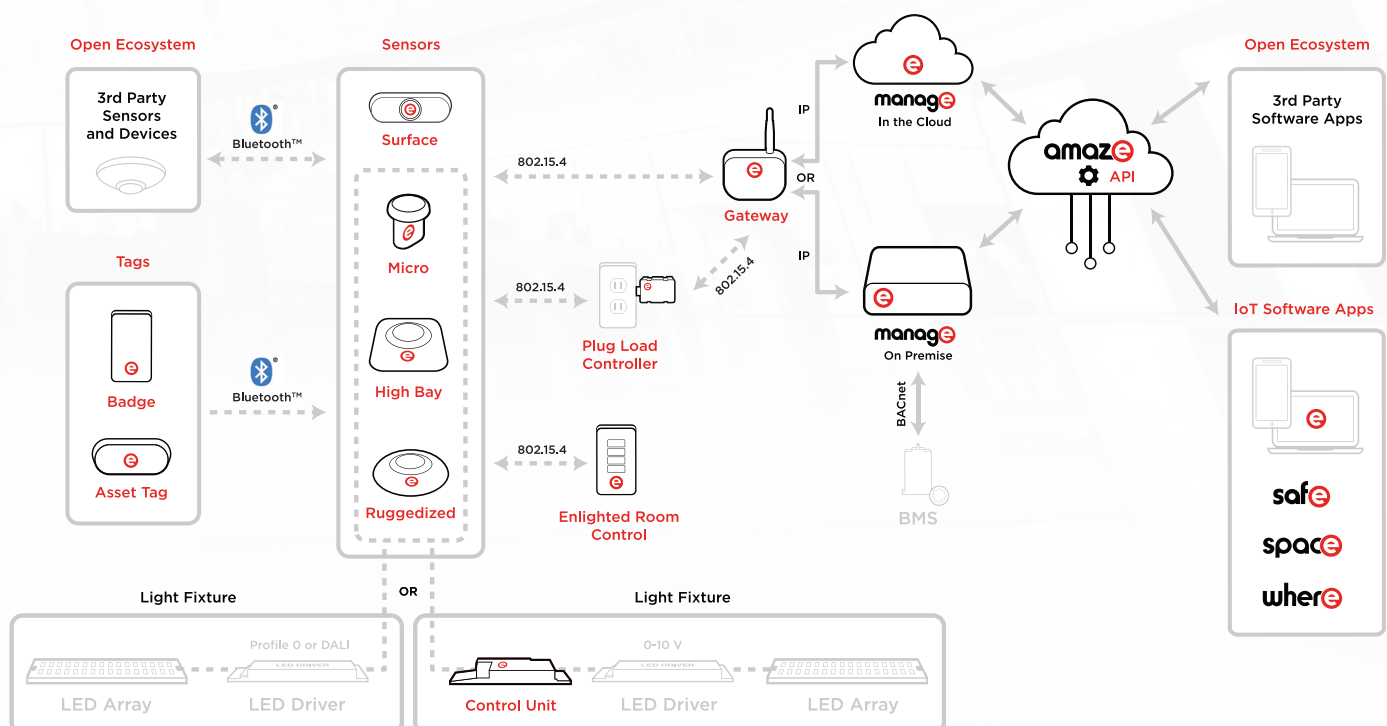 Open Ecosystem
3rd Party
Sensors
and Devices
Bluetooth™
Tags
Badge
Asset Tag
Bluetooth™
Sensors
Surface
Micro
High Bay
Ruggedized
802.15.4
802.15.4
802.15.4
802.15.4
Gateway
Plug Load
Controller
Enlighted Room
Control
IP
OR
IP
manage
In the Cloud
manage
On Premise
BACnet
BMS
amaze
API
Open Ecosystem
3rd Party
Software Apps
IoT Software Apps
safe
space
where
OR
Light Fixture
Profile 0 or DALI
LED DRIVER
LED Array
LED Driver
Light Fixture
0-10 V
LED DRIVER
Control Unit
LED Driver
LED Array